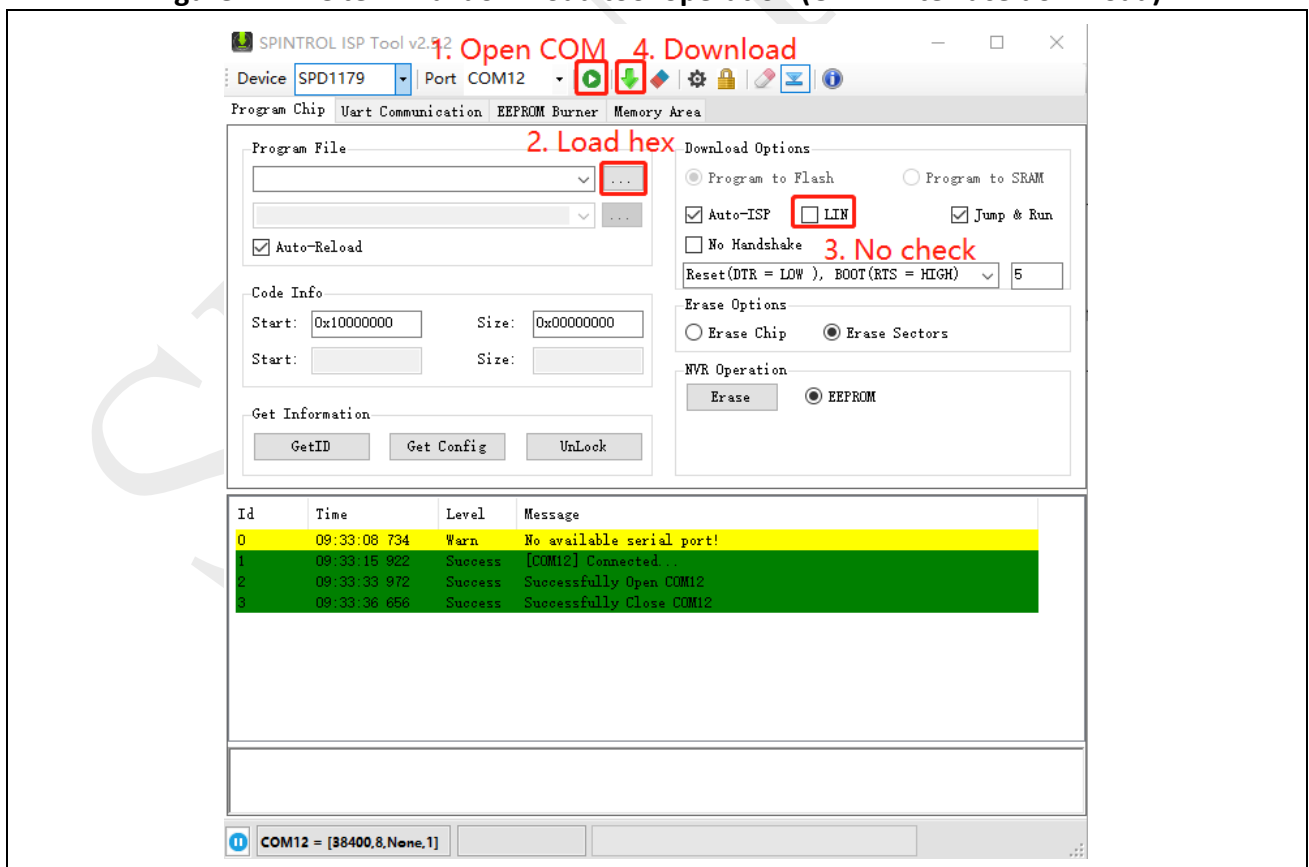 SPINTROL ISP Tool v2.5.2
1. Open COM
4. Download
Device SPD1179 Port COM12
Program Chip Uart Communication EEPROM Burner Memory Area
2. Load hex
Program File
...
...
Auto-Reload
Download Options
Program to Flash Program to SRAM
Auto-ISP LIN Jump & Run
No Handshake
3. No check
Reset(DTR = LOW ), BOOT(RTS = HIGH) 5
Code Info
Start: 0x10000000 Size: 0x00000000
Start: Size:
Erase Options
Erase Chip Erase Sectors
NVR Operation
Erase EEPROM
Get Information
GetID Get Config UnLock
Id Time Level Message
0 09:33:08 734 Warn No available serial port!
1 09:33:15 922 Success [COM12] Connected...
2 09:33:33 972 Success Successfully Open COM12
3 09:33:36 656 Success Successfully Close COM12
COM12 = [38400,8,None,1]